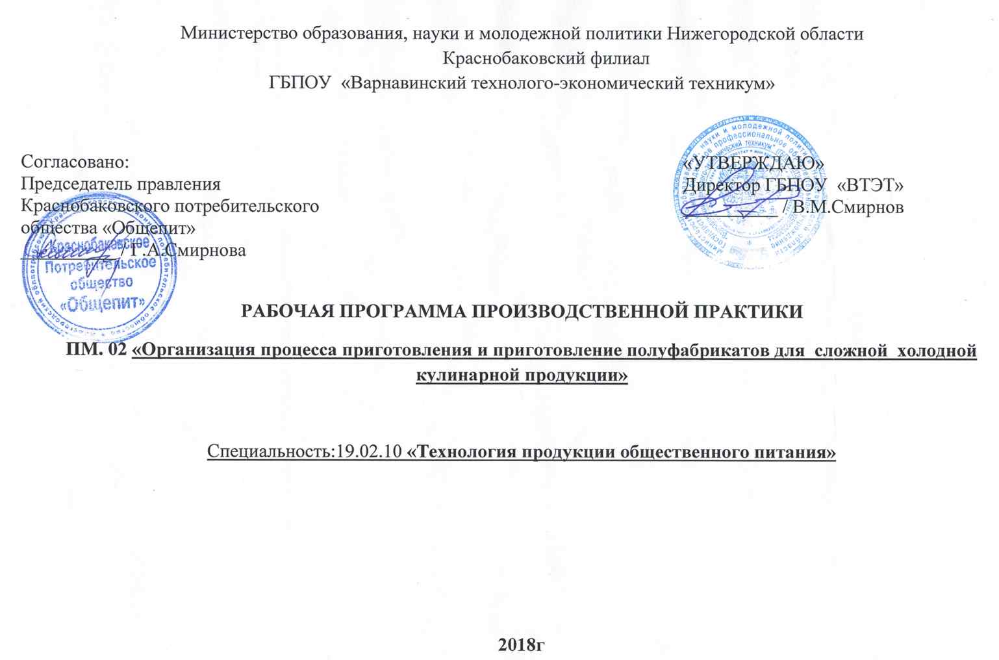 Министерство образования, науки и молодежной политики Нижегородской области
Краснобаковский филиал
ГБПОУ «Варнавинский технолого-экономический техникум»
Согласовано:
Председатель правления
Краснобаковского потребительского
общества «Общепит»
____________ / Г.А.Смирнова
Краснобаковское
Потребительское
общество
«Общепит»
«УТВЕРЖДАЮ»
Директор ГБПОУ «ВТЭТ»
__________ / В.М.Смирнов
РАБОЧАЯ ПРОГРАММА ПРОИЗВОДСТВЕННОЙ ПРАКТИКИ
ПМ. 02 «Организация процесса приготовления и приготовление полуфабрикатов для сложной холодной
кулинарной продукции»
Специальность:19.02.10 «Технология продукции общественного питания»
2018г